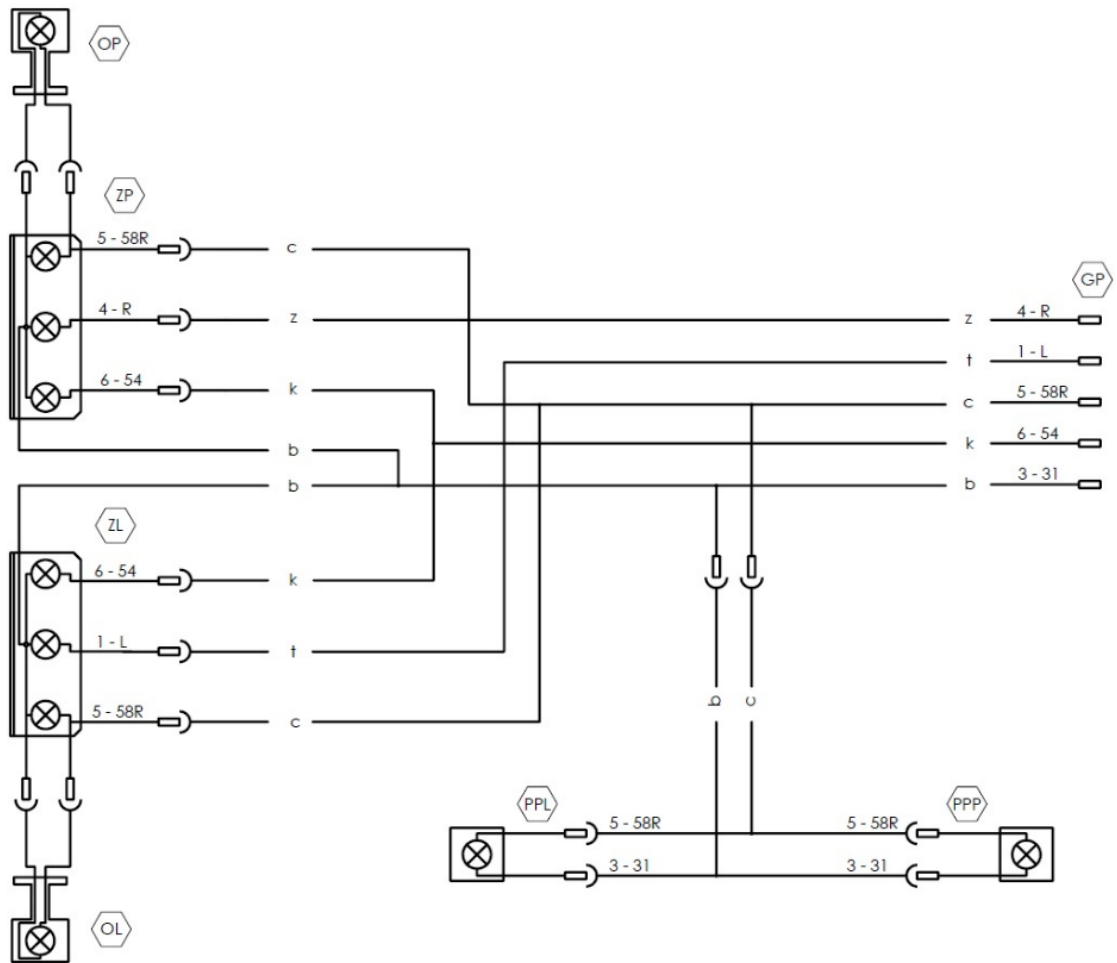 OP
ZP
5 - 58R c
GP
4 - R z z 4 - R
t 1 - L
6 - 54 k c 5 - 58R
k 6 - 54
b
b b 3 - 31
ZL
6 - 54 k
1 - L t
b c
5 - 58R c
PPL PPP
5 - 58R 5 - 58R
3 - 31 3 - 31
OL